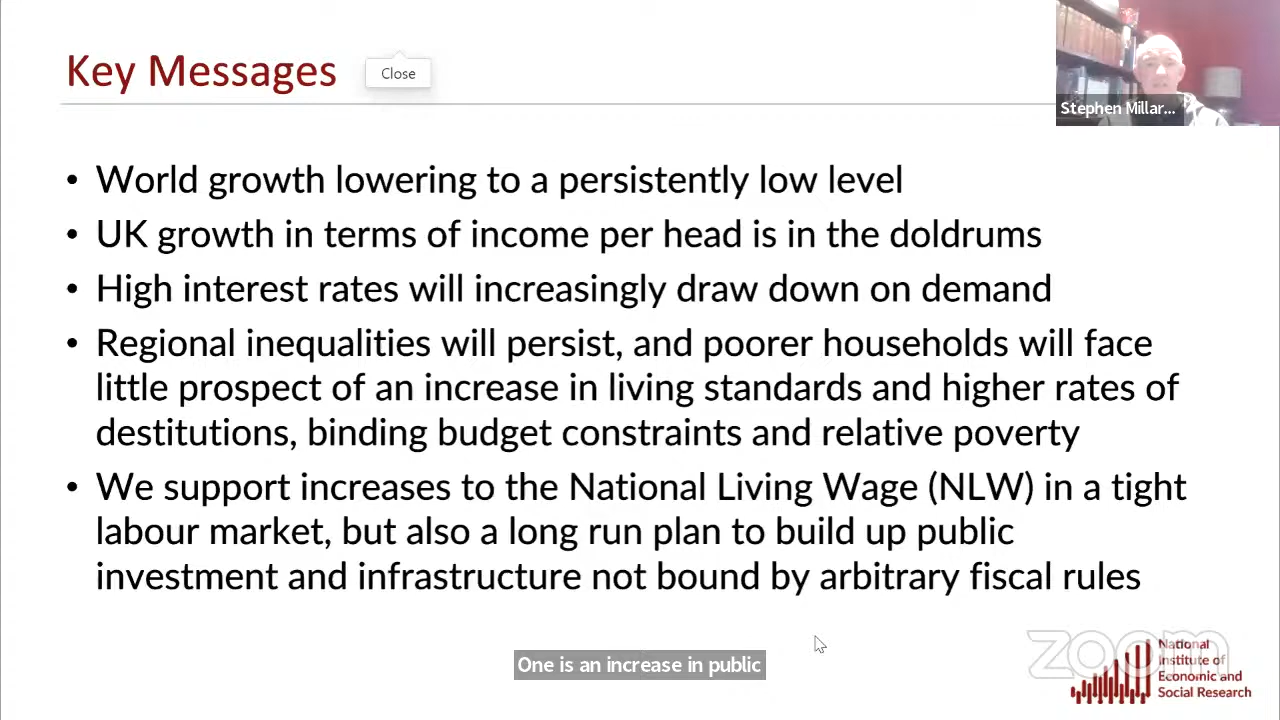 Key Messages
Close
Stephen Millar...
• World growth lowering to a persistently low level
• UK growth in terms of income per head is in the doldrums
• High interest rates will increasingly draw down on demand
• Regional inequalities will persist, and poorer households will face
little prospect of an increase in living standards and higher rates of
destitutions, binding budget constraints and relative poverty
• We support increases to the National Living Wage (NLW) in a tight
labour market, but also a long run plan to build up public
investment and infrastructure not bound by arbitrary fiscal rules
One is an increase in public
zoom
National
Institute of
Economic and
Social Research